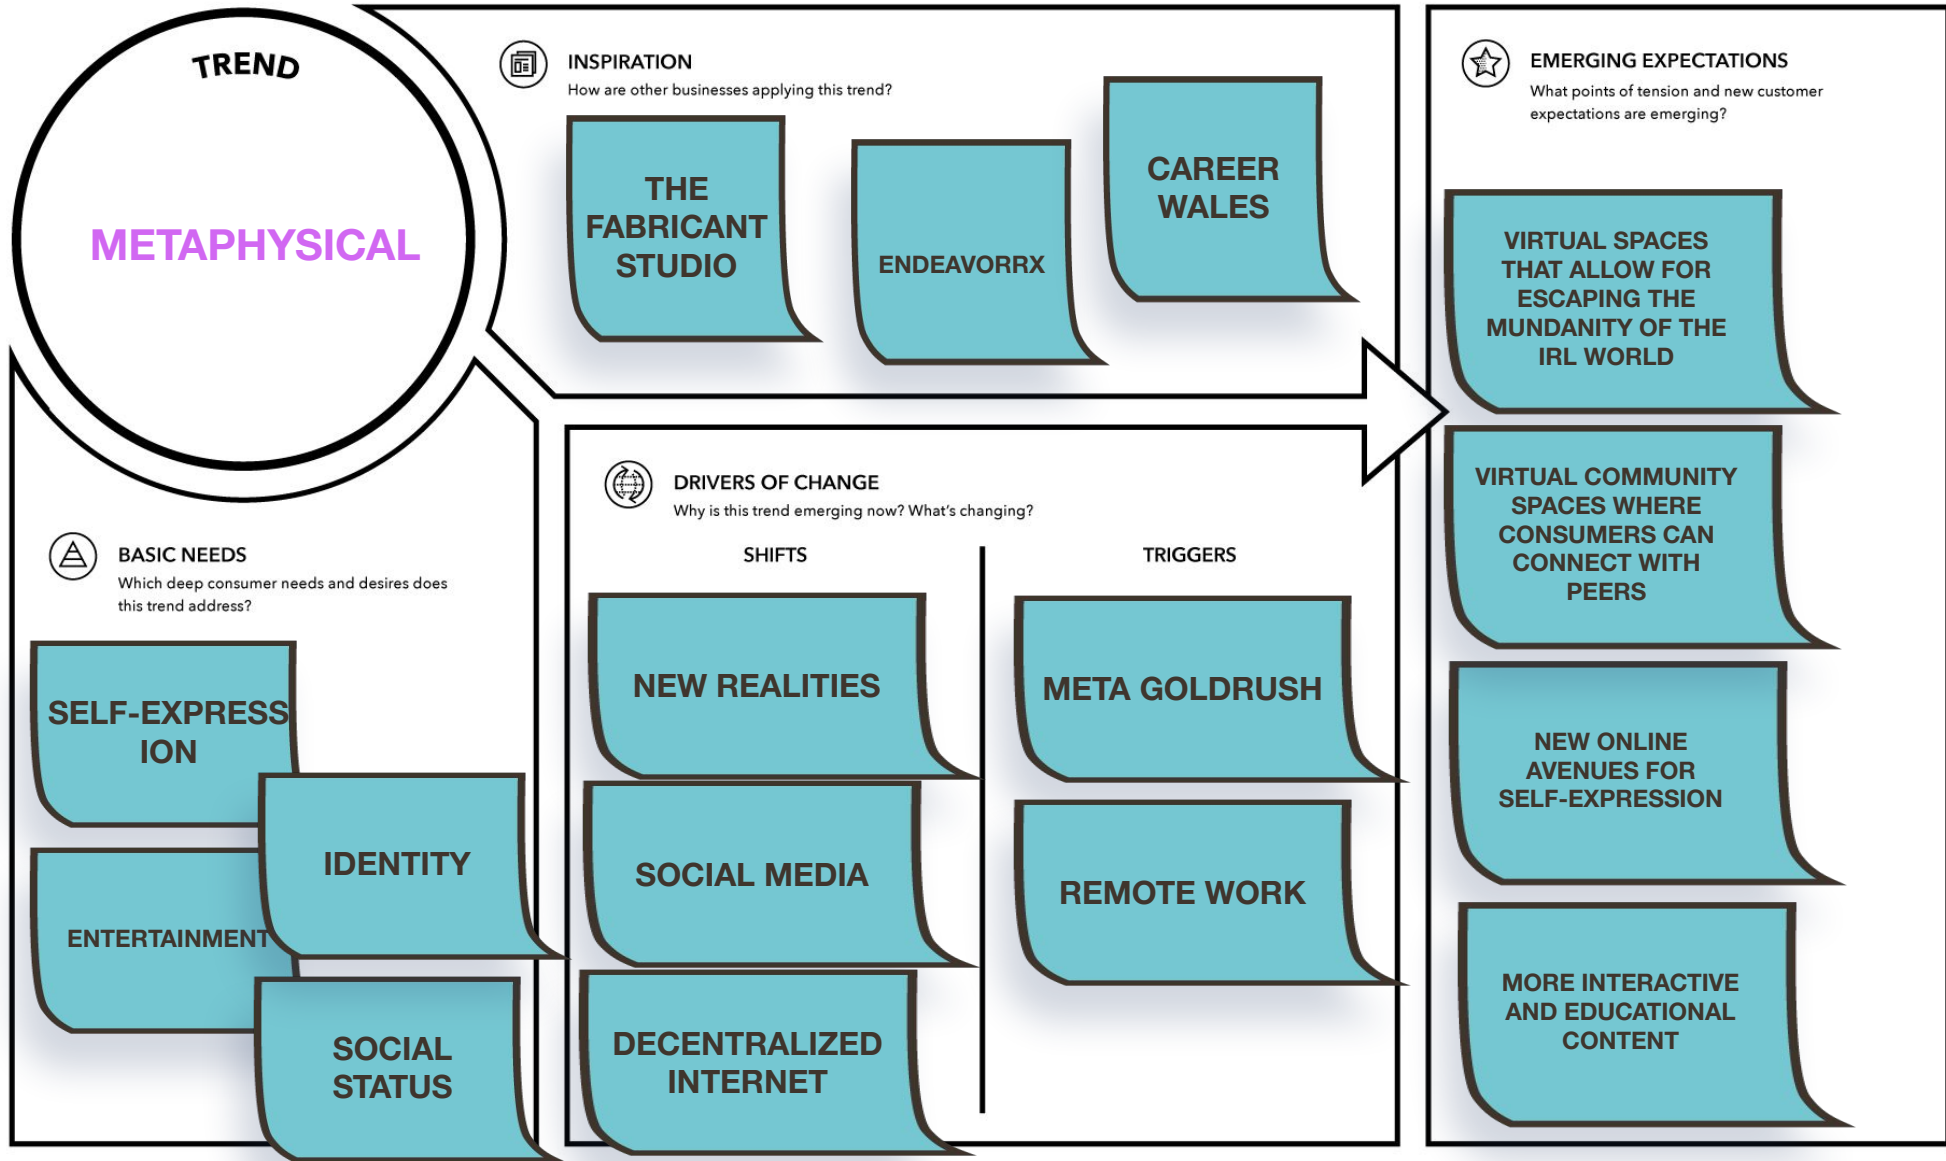 TREND
METAPHYSICAL
INSPIRATION
How are other businesses applying this trend?
THE
FABRICANT
STUDIO
ENDEAVORRX
CAREER
WALES
EMERGING EXPECTATIONS
What points of tension and new customer
expectations are emerging?
VIRTUAL SPACES
THAT ALLOW FOR
ESCAPING THE
MUNDANITY OF THE
IRL WORLD
VIRTUAL COMMUNITY
SPACES WHERE
CONSUMERS CAN
CONNECT WITH
PEERS
NEW ONLINE
AVENUES FOR
SELF-EXPRESSION
MORE INTERACTIVE
AND EDUCATIONAL
CONTENT
BASIC NEEDS
Which deep consumer needs and desires does
this trend address?
SELF-EXPRESS
ION
IDENTITY
ENTERTAINMENT
SOCIAL
STATUS
DRIVERS OF CHANGE
Why is this trend emerging now? What's changing?
SHIFTS
NEW REALITIES
SOCIAL MEDIA
DECENTRALIZED
INTERNET
TRIGGERS
META GOLDRUSH
REMOTE WORK